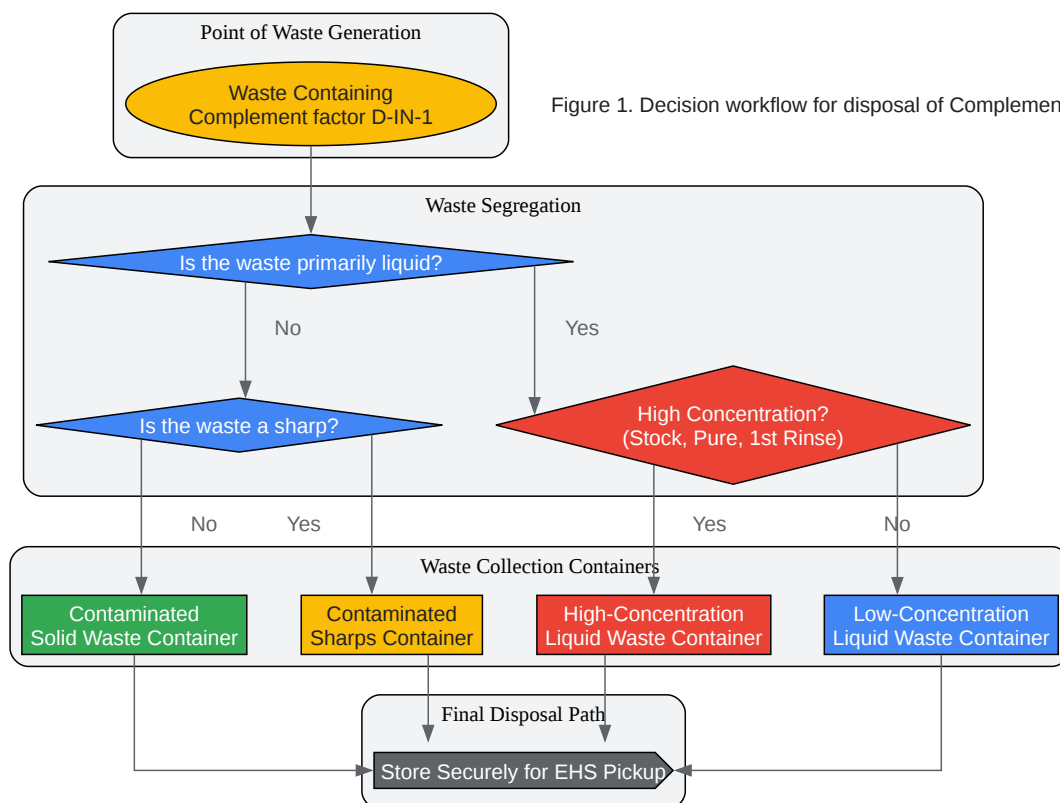 Point of Waste Generation
Waste Containing
Complement factor D-IN-1
Figure 1. Decision workflow for disposal of
Waste Segregation
Is the waste primarily liquid?
No
Yes
Is the waste a sharp?
High Concentration?
(Stock, Pure, 1st Rinse)
No
Yes
Yes
No
Waste Collection Containers
Contaminated
Solid Waste Container
Contaminated
Sharps Container
High-Concentration
Liquid Waste Container
Low-Concentration
Liquid Waste Container
Final Disposal Path
Store Securely for EHS Pickup